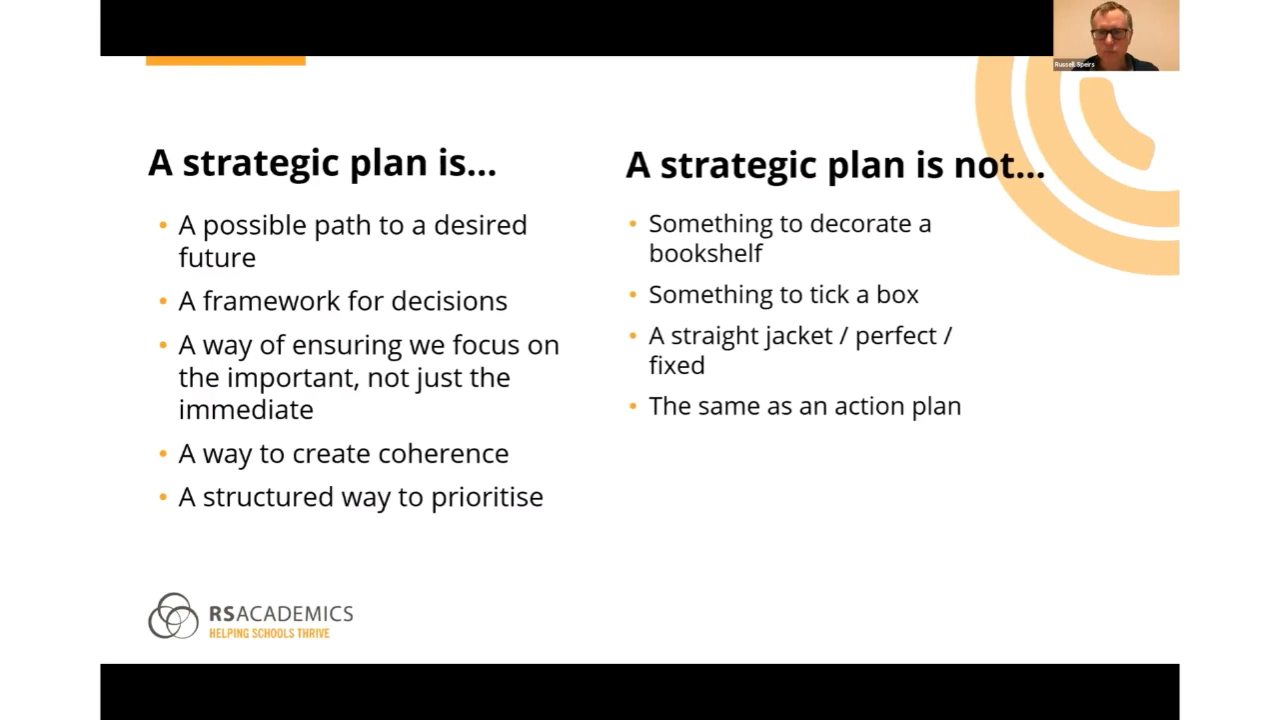 Russell Speirs
A strategic plan is...
• A possible path to a desired
future
• A framework for decisions
• A way of ensuring we focus on
the important, not just the
immediate
• A way to create coherence
• A structured way to prioritise
A strategic plan is not...
• Something to decorate a
bookshelf
• Something to tick a box
• A straight jacket / perfect /
fixed
• The same as an action plan
RSACADEMICS
HELPING SCHOOLS THRIVE